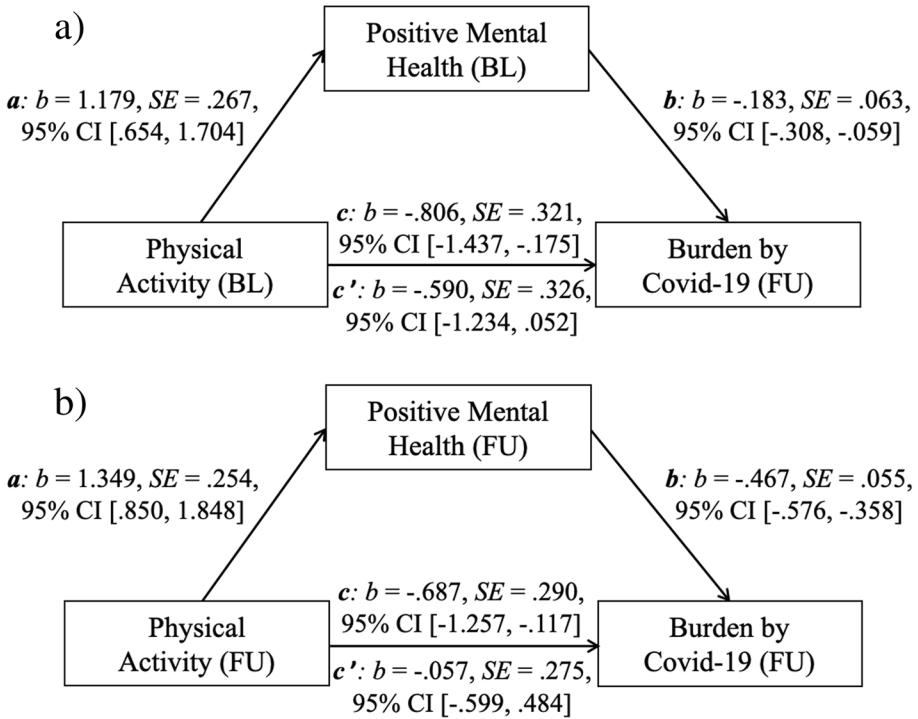 a)
Positive Mental
Health (BL)
a: b = 1.179, SE = .267,
95% CI [.654, 1.704]
b: b = -.183, SE = .063,
95% CI [-.308, -.059]
c: b = -.806, SE = .321,
95% CI [-1.437, -.175]
Physical
Activity (BL)
Burden by
Covid-19 (FU)
c': b = -.590, SE = .326,
95% CI [-1.234, .052]
b)
Positive Mental
Health (FU)
a: b = 1.349, SE = .254,
95% CI [.850, 1.848]
b: b = -.467, SE = .055,
95% CI [-.576, -.358]
c: b = -.687, SE = .290,
95% CI [-1.257, -.117]
Physical
Activity (FU)
Burden by
Covid-19 (FU)
c': b = -.057, SE = .275,
95% CI [-.599, .484]